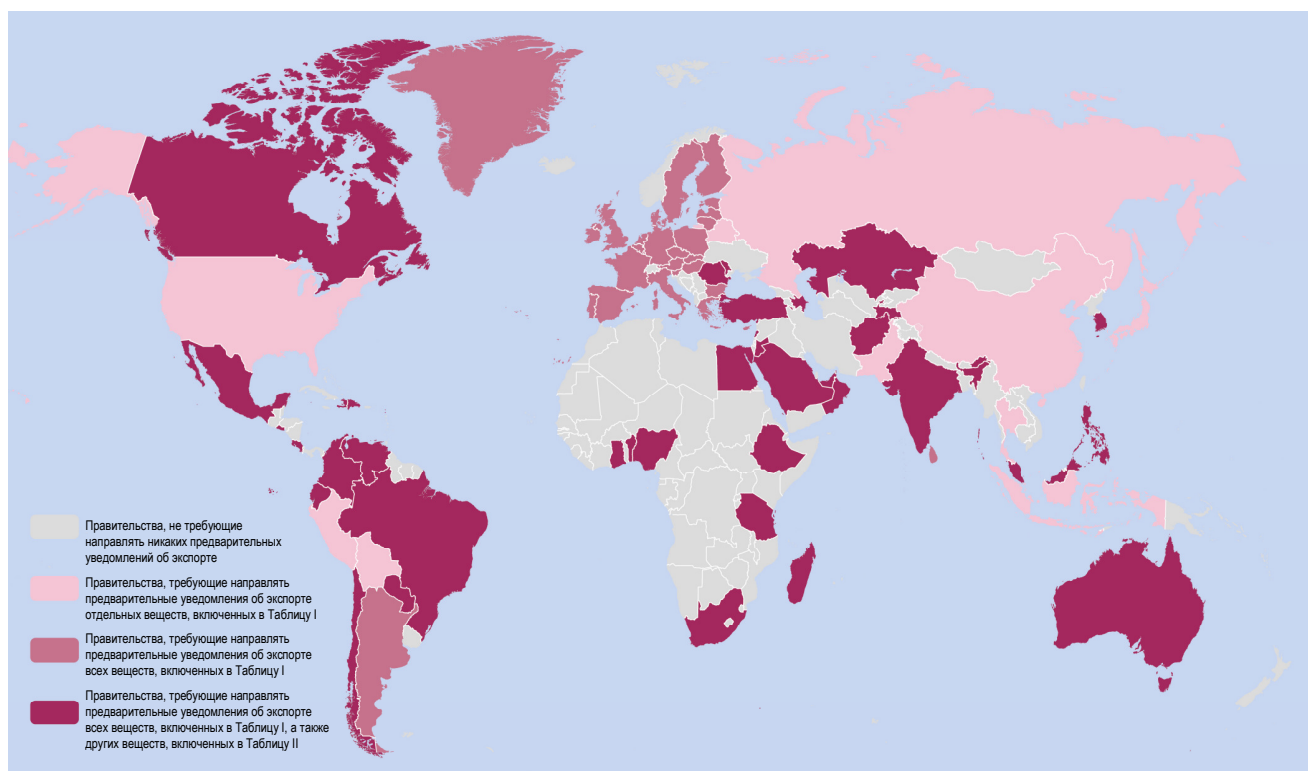 Правительства, не требующие
направлять никаких предварительных
уведомлений об экспорте
Правительства, требующие направлять
предварительные уведомления об экспорте
отдельных веществ, включенных в Таблицу I
Правительства, требующие направлять
предварительные уведомления об экспорте
всех веществ, включенных в Таблицу I
Правительства, требующие направлять
предварительные уведомления об экспорте
всех веществ, включенных в Таблицу I, а также
других веществ, включенных в Таблицу II